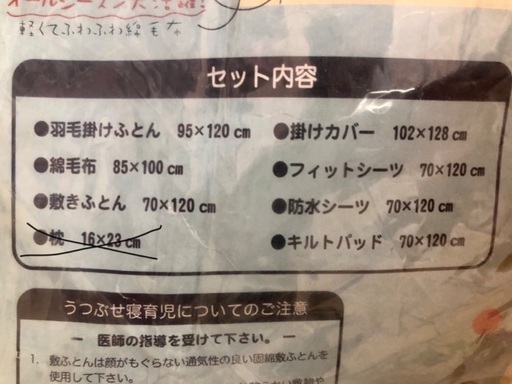 オールシーズン大活躍!
軽くてふわふわ綿毛布
セット内容
●羽毛掛けふとん 95×120㎝
●綿毛布 85×100㎝
●敷きふとん 70×120㎝
●枕 16×23㎝
●掛けカバー 102×128㎝
●フィットシーツ 70×120㎝
●防水シーツ 70×120㎝
●キルトパッド 70×120㎝
うつぶせ寝育児についてのご注意
ー 医師の指導を受けて下さい。 ー
1. 敷ふとんは顔がもぐらない通気性の良い固綿敷ふとんを
使用して下さい。